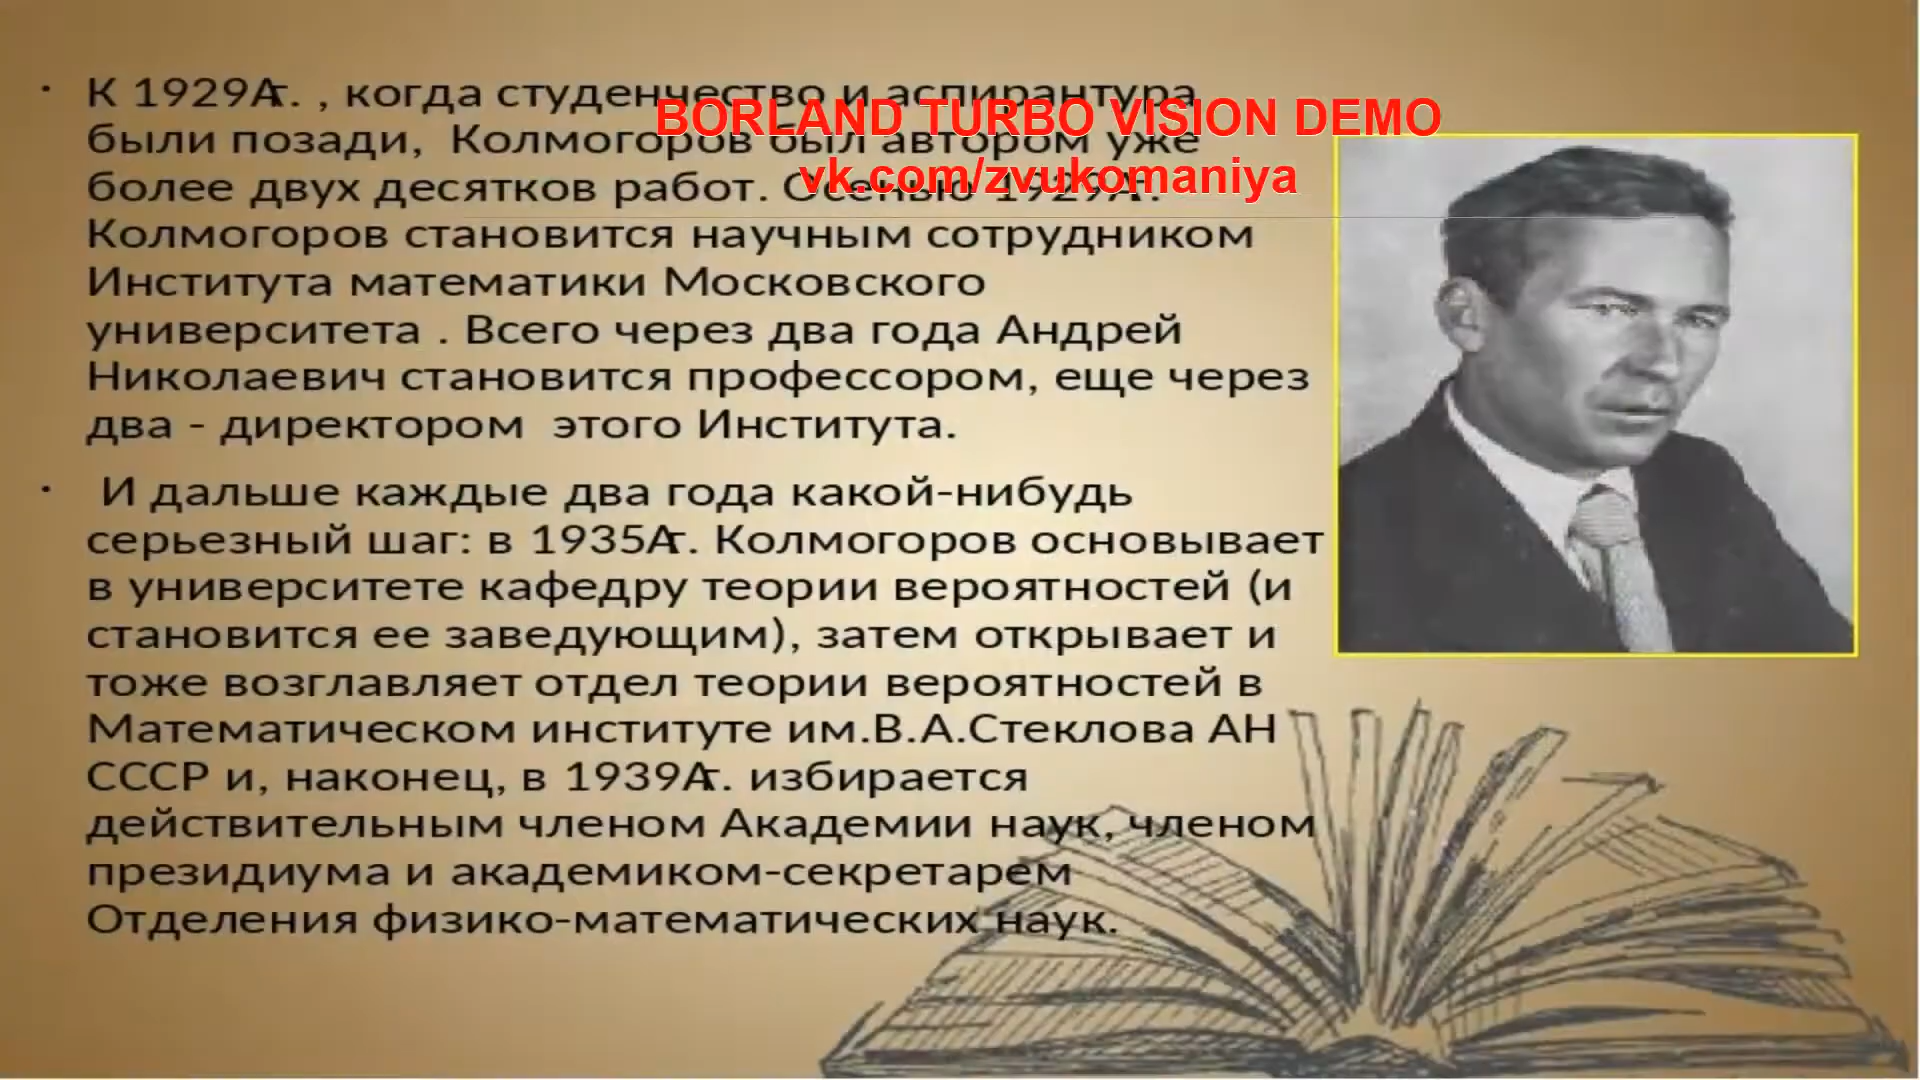 К 1929Аг. , когда студенчество и аспирантура
BORLAND TURBO VISION DEMO
были позади, Колмогоров был автором уже
vk.com/zvukomaniya
более двух десятков работ. Осенью 1929Аг.
Колмогоров становится научным сотрудником
Института математики Московского
университета . Всего через два года Андрей
Николаевич становится профессором, еще через
два - директором этого Института.
И дальше каждые два года какой-нибудь
серьезный шаг: в 1935Аг. Колмогоров основывает
в университете кафедру теории вероятностей (и
становится ее заведующим), затем открывает и
тоже возглавляет отдел теории вероятностей в
Математическом институте им.В.А.Стеклова АН
СССР и, наконец, в 1939Аг. избирается
действительным членом Академии наук, членом
президиума и академиком-секретарем
Отделения физико-математических наук.